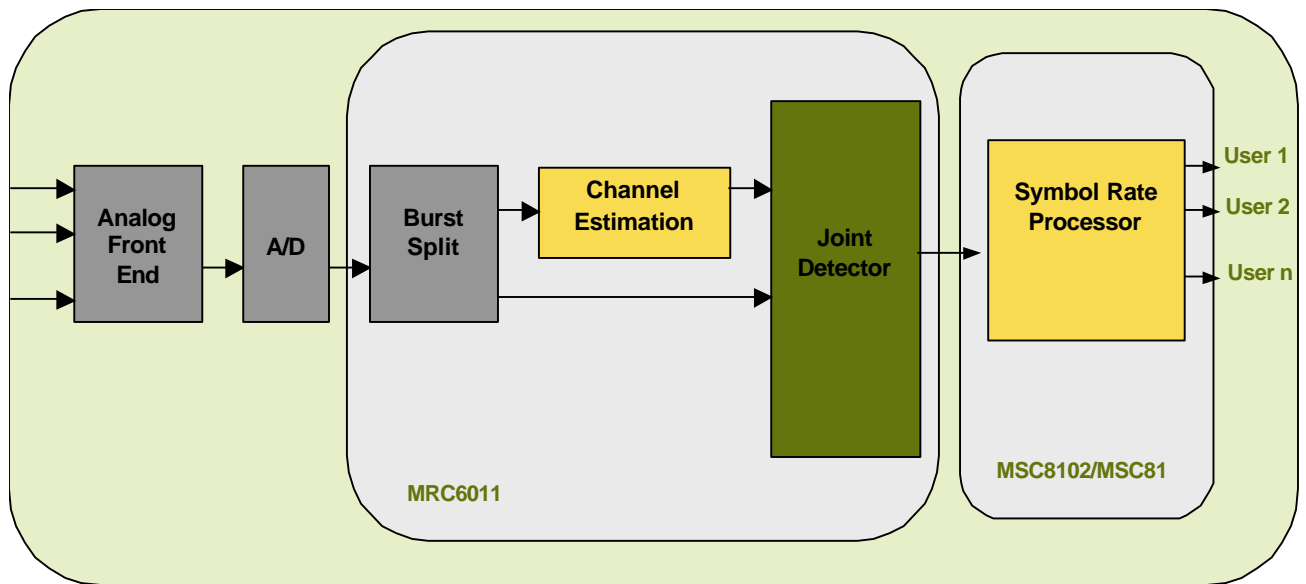 Analog
Front
End
A/D
Burst
Split
Channel
Estimation
Joint
Detector
MRC6011
Symbol Rate
Processor
User 1
User 2
User n
MSC8102/MSC81